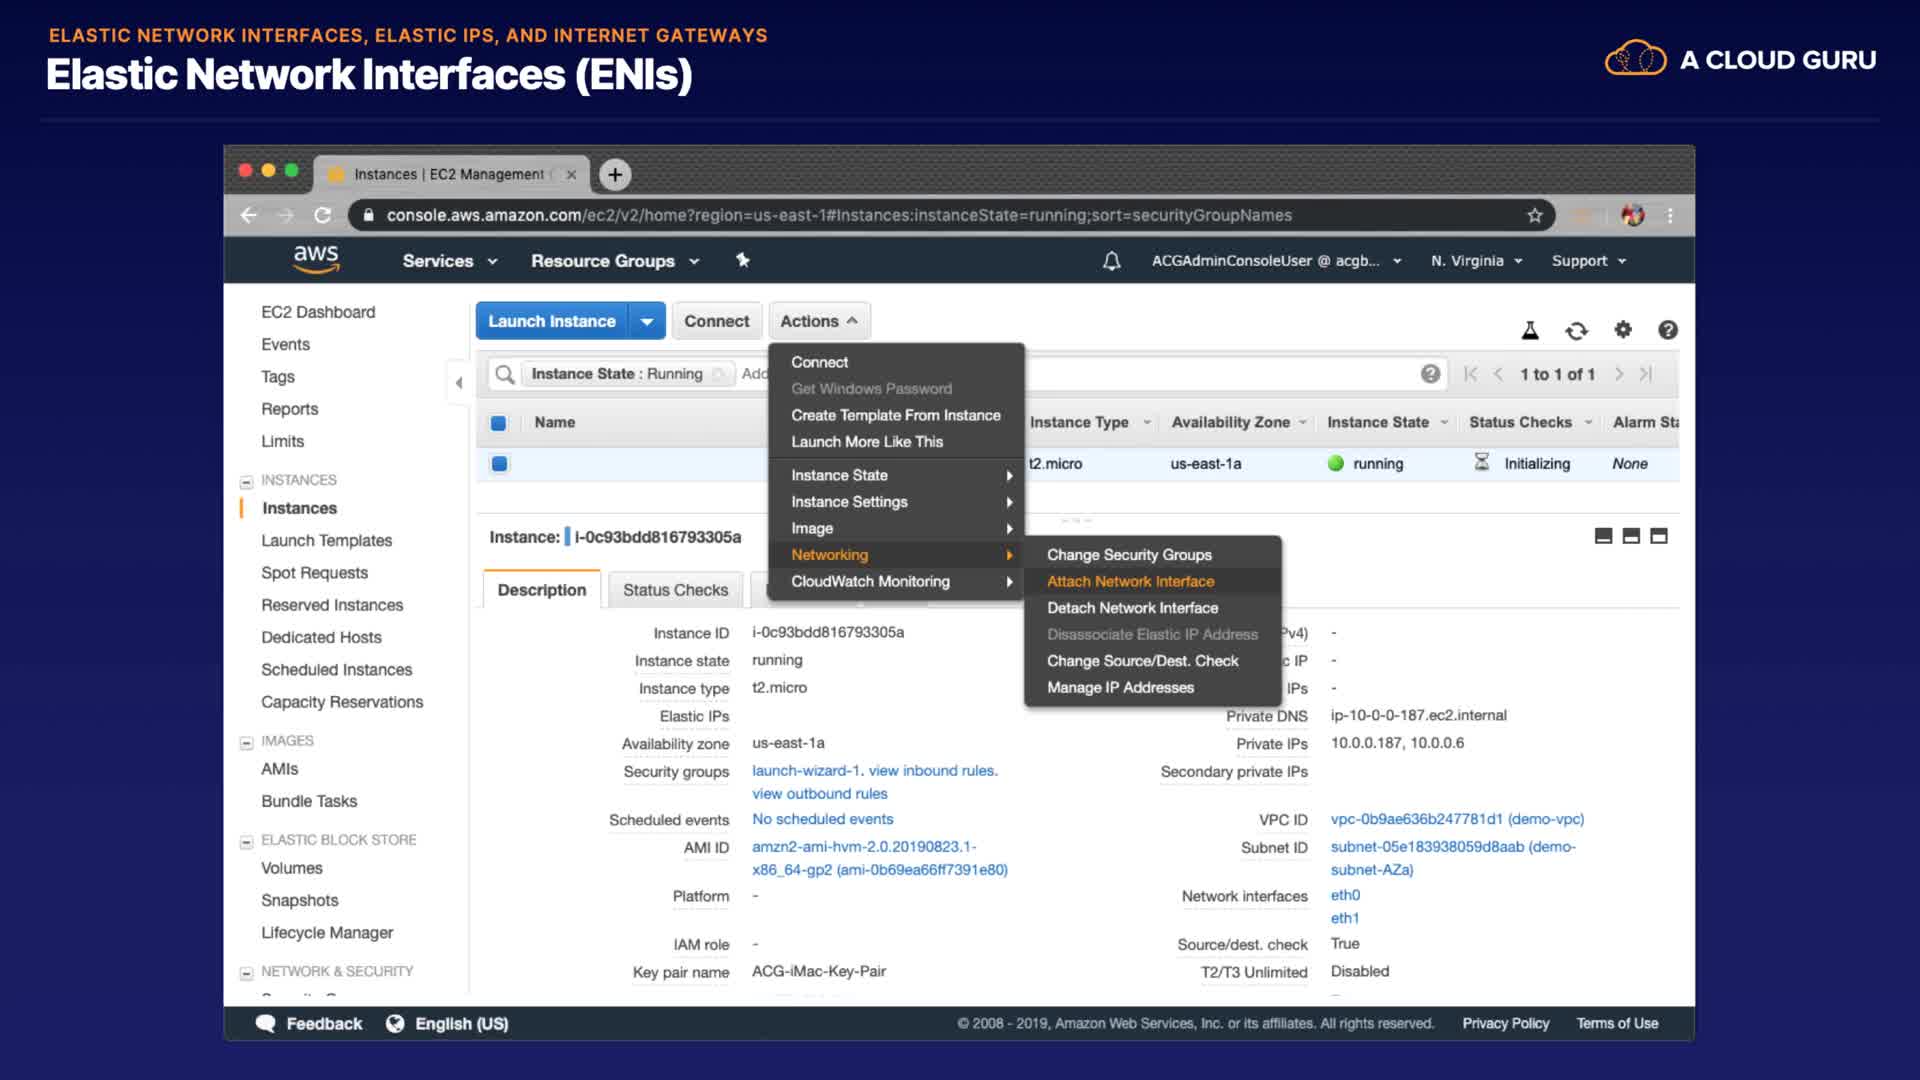 ELASTIC NETWORK INTERFACES, ELASTIC IPS, AND INTERNET GATEWAYS
Elastic Network Interfaces (ENIs)
A CLOUD GURU
Instances | EC2 Management
console.aws.amazon.com/ec2/v2/home?region=us-east-1#Instances:instanceState=running;sort=securityGroupNames
aws Services Resource Groups ACGAdminConsoleUser @ acgb... N. Virginia Support
EC2 Dashboard
Events
Tags
Reports
Limits
INSTANCES
Instances
Launch Templates
Spot Requests
Reserved Instances
Dedicated Hosts
Scheduled Instances
Capacity Reservations
IMAGES
AMIs
Bundle Tasks
ELASTIC BLOCK STORE
Volumes
Snapshots
Lifecycle Manager
NETWORK & SECURITY
Launch Instance Connect Actions
Instance State : Running Add 1 to 1 of 1
Name Instance Type Availability Zone Instance State Status Checks Alarm Sta
t2.micro us-east-1a running Initializing None
Connect
Get Windows Password
Create Template From Instance
Launch More Like This
Instance State
Instance Settings
Image
Networking
CloudWatch Monitoring
Change Security Groups
Attach Network Interface
Detach Network Interface
Disassociate Elastic IP Address
Change Source/Dest. Check
Manage IP Addresses
Instance: i-0c93bdd816793305a
Description Status Checks
Instance ID i-0c93bdd816793305a
Instance state running
Instance type t2.micro
Elastic IPs
Availability zone us-east-1a
Security groups launch-wizard-1. view inbound rules.
view outbound rules
Scheduled events No scheduled events
AMI ID amzn2-ami-hvm-2.0.20190823.1-
x86_64-gp2 (ami-0b69ea66ff7391e80)
Platform -
IAM role -
Key pair name ACG-iMac-Key-Pair
Pv4) -
c IP -
IPs -
Private DNS ip-10-0-0-187.ec2.internal
Private IPs 10.0.0.187, 10.0.0.6
Secondary private IPs
VPC ID vpc-0b9ae636b247781d1 (demo-vpc)
Subnet ID subnet-05e183938059d8aab (demo-
subnet-AZa)
Network interfaces eth0
eth1
Source/dest. check True
T2/T3 Unlimited Disabled
Feedback English (US) © 2008 - 2019, Amazon Web Services, Inc. or its affiliates. All rights reserved. Privacy Policy Terms of Use